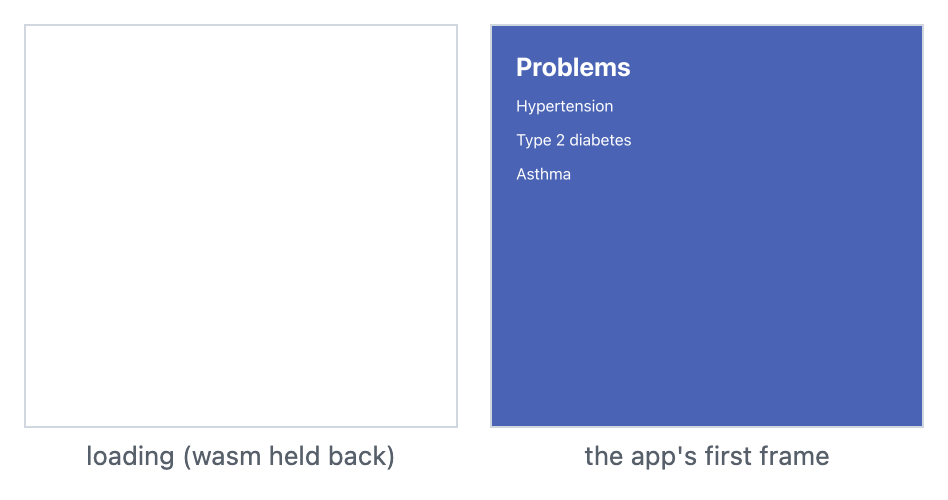 Problems
Hypertension
Type 2 diabetes
Asthma
loading (wasm held back)
the app's first frame